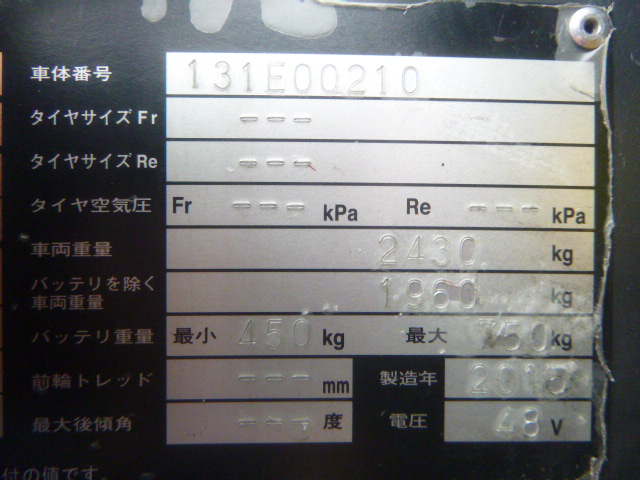 車体番号 131E00210
タイヤサイズ Fr ---
タイヤサイズ Re ---
タイヤ空気圧 Fr --- kPa Re --- kPa
車両重量 2430 kg
バッテリを除く
車両重量 1960 kg
バッテリ重量 最小 450 kg 最大 750 kg
前輪トレッド --- mm 製造年 2015
最大後傾角 --- 度 電圧 48 V
付の値です。